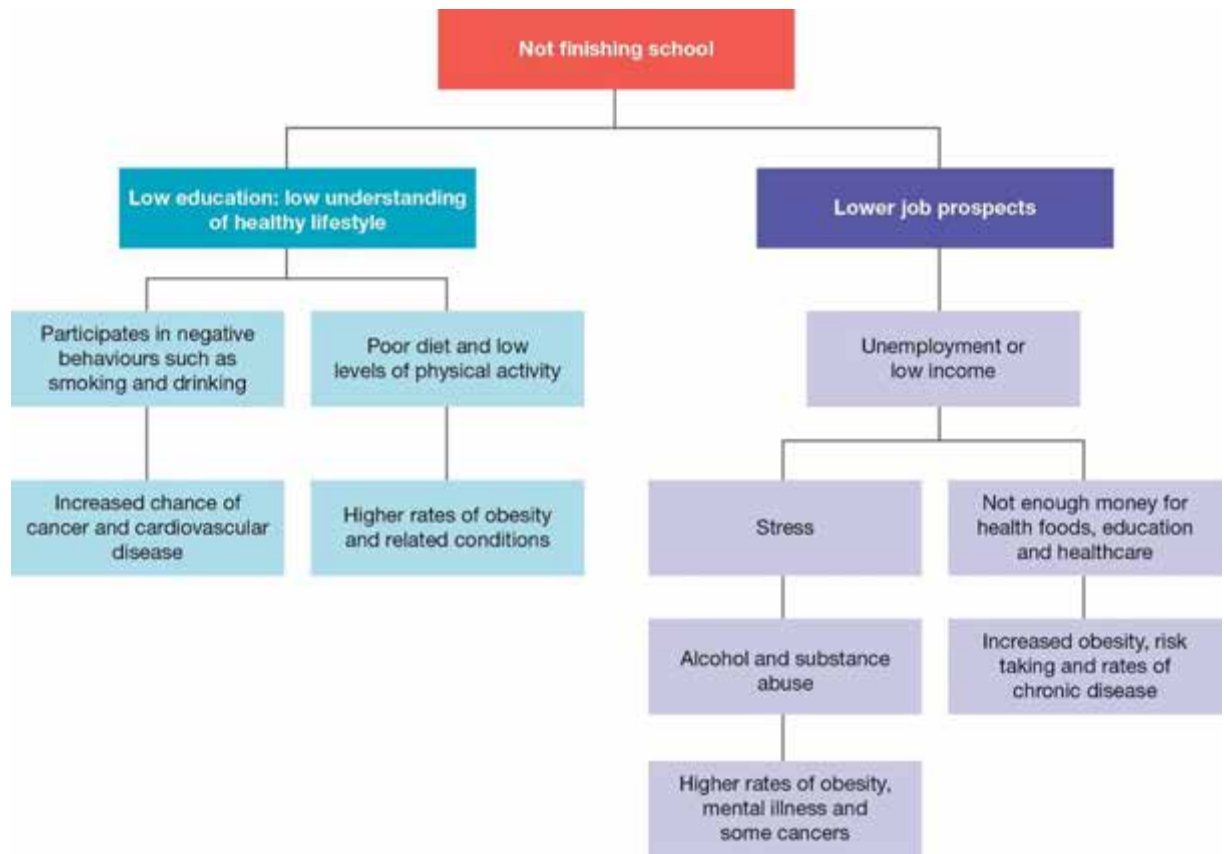 Not finishing school
Low education: low understanding
of healthy lifestyle
Lower job prospects
Participates in negative
behaviours such as
smoking and drinking
Poor diet and low
levels of physical activity
Unemployment or
low income
Increased chance of
cancer and cardiovascular
disease
Higher rates of obesity
and related conditions
Stress
Not enough money for
health foods, education
and healthcare
Alcohol and substance
abuse
Increased obesity, risk
taking and rates of
chronic disease
Higher rates of obesity,
mental illness and
some cancers